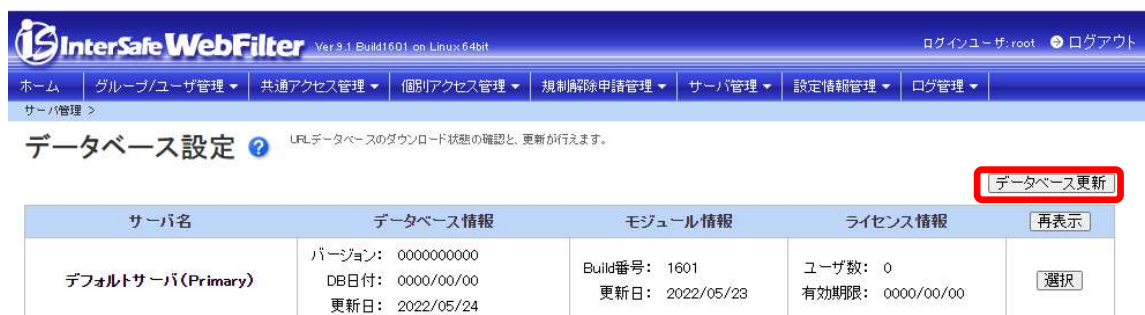 InterSafe WebFilter Ver.9.1 Build1601 on Linux 64bit ログインユーザ:root ログアウト
ホーム グループ/ユーザ管理▼ 共通アクセス管理▼ 個別アクセス管理▼ 規制解除申請管理▼ サーバ管理▼ 設定情報管理▼ ログ管理▼
サーバ管理 >
データベース設定 ? URLデータベースのダウンロード状態の確認と、更新が行えます。
データベース更新
サーバ名 データベース情報 モジュール情報 ライセンス情報 再表示
デフォルトサーバ(Primary)
バージョン: 0000000000
DB日付: 0000/00/00
更新日: 2022/05/24
Build番号: 1601
更新日: 2022/05/23
ユーザ数: 0
有効期限: 0000/00/00
選択